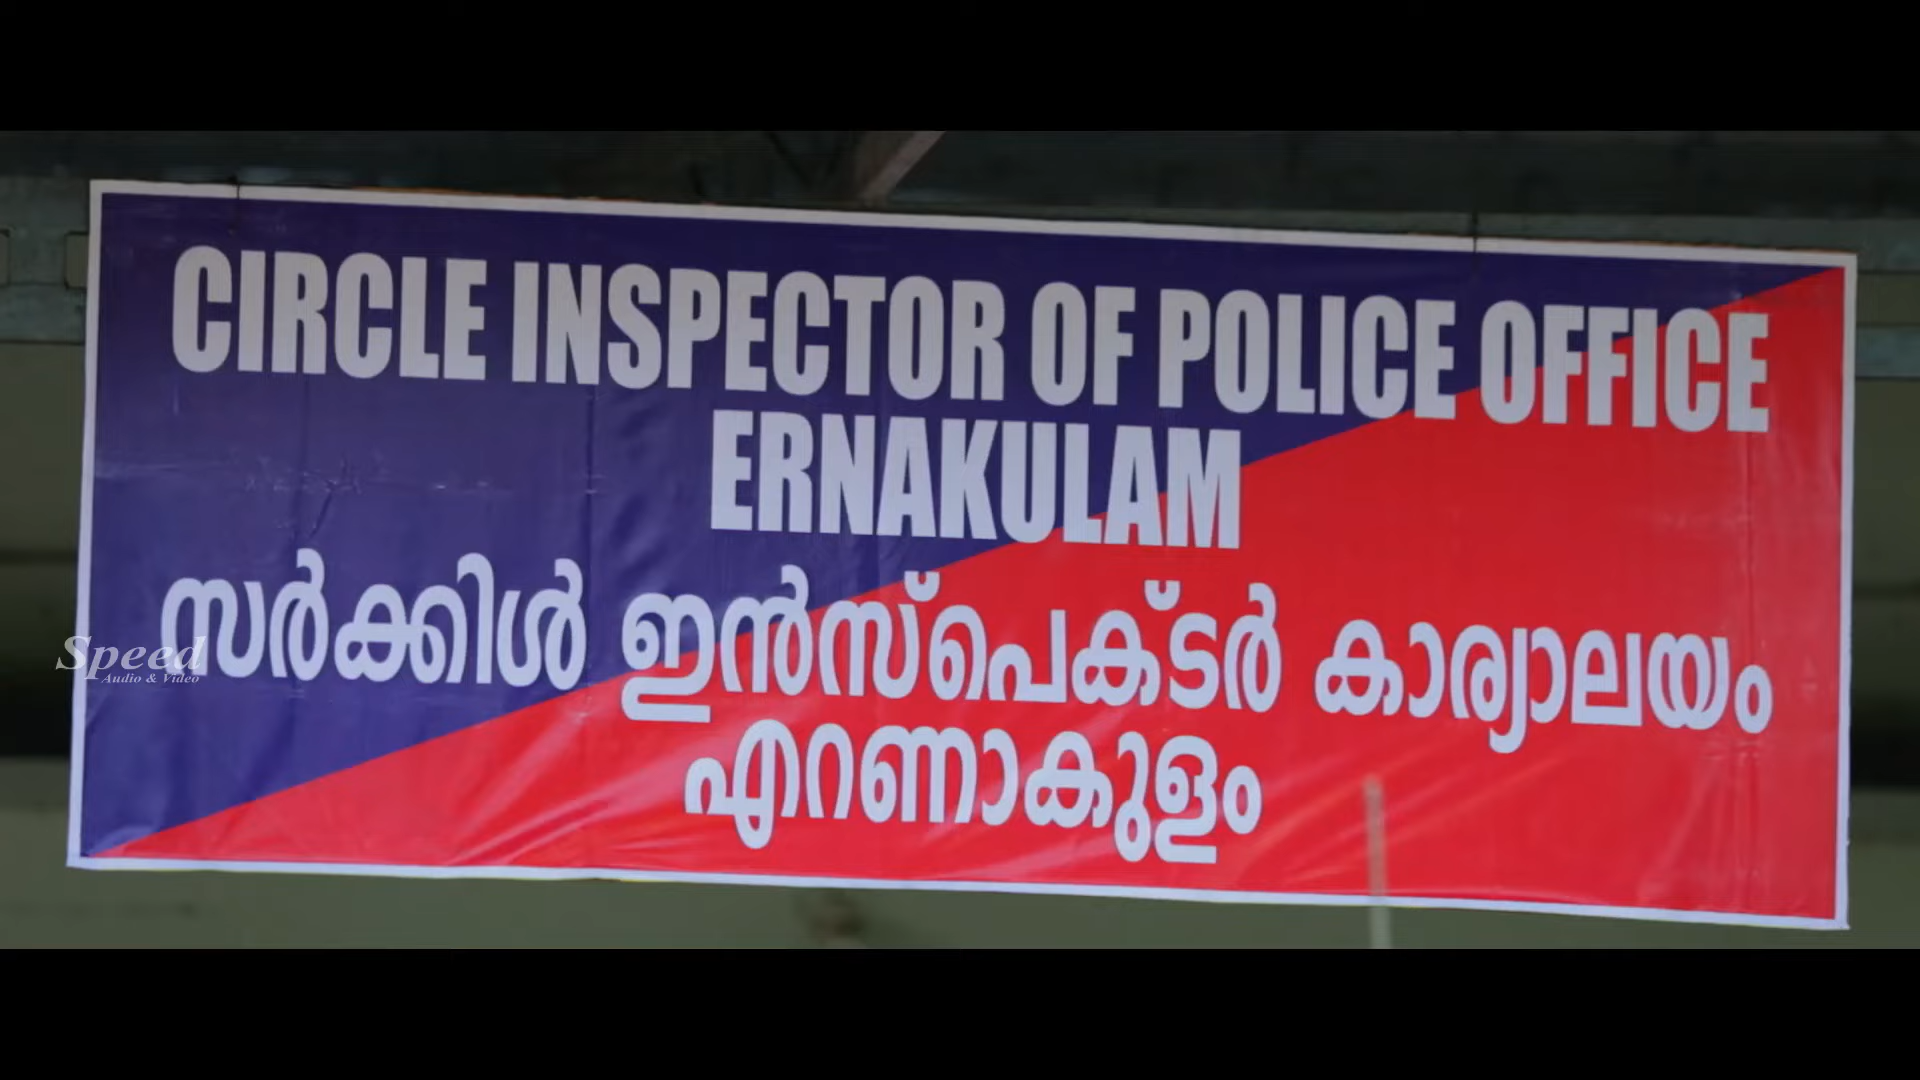 CIRCLE INSPECTOR OF POLICE OFFICE
ERNAKULAM
സർക്കിൾ ഇൻസ്പെക്ടർ കാര്യാലയം
എറണാകുളം
Speed
Audio & Video